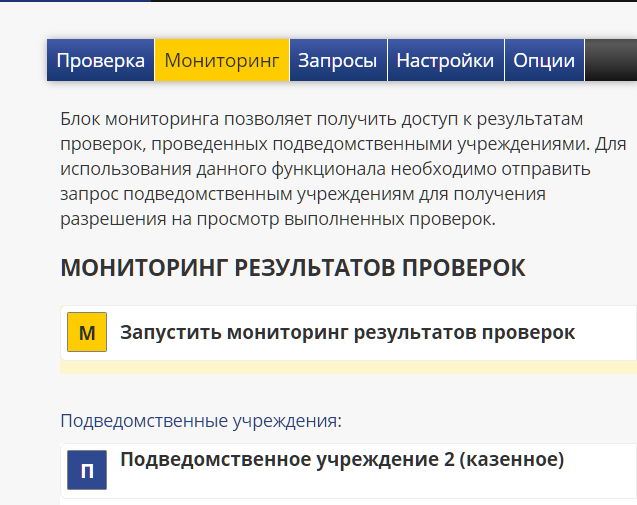 Проверка Мониторинг Запросы Настройки Опции
Блок мониторинга позволяет получить доступ к результатам
проверок, проведенных подведомственными учреждениями. Для
использования данного функционала необходимо отправить
запрос подведомственным учреждениям для получения
разрешения на просмотр выполненных проверок.
МОНИТОРИНГ РЕЗУЛЬТАТОВ ПРОВЕРОК
М Запустить мониторинг результатов проверок
Подведомственные учреждения:
П Подведомственное учреждение 2 (казенное)